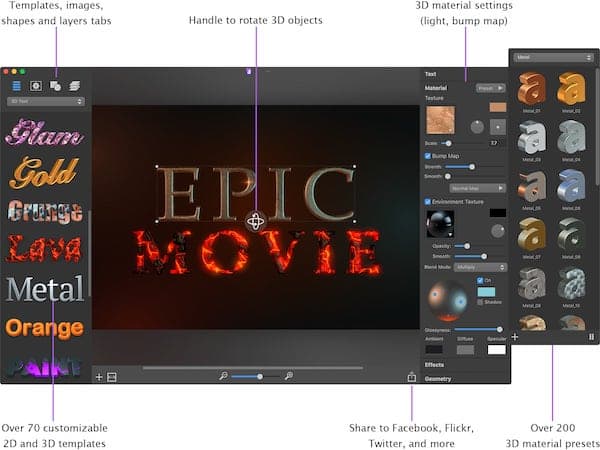 Templates, images,
shapes and layers tabs
Handle to rotate 3D objects
3D material settings
(light, bump map)
3D Text
Glam
Gold
Grunge
Lava
Metal
Orange
PAINT
EPIC
MOVIE
Text
Material
Preset
Texture
Scale:
7.7
Bump Map
Strenth:
Smooth:
Normal Map
Environment Texture
Opacity:
Smooth:
Blend Mode:
Multiply
On
Shadow
Glossyness:
Ambient
Diffuse
Specular
Effects
Geometry
Metal
Metal_01
Metal_02
Metal_03
Metal_04
Metal_05
Metal_06
Metal_07
Metal_08
Metal_09
Metal_10
Over 70 customizable
2D and 3D templates
Share to Facebook, Flickr,
Twitter, and more
Over 200
3D material presets